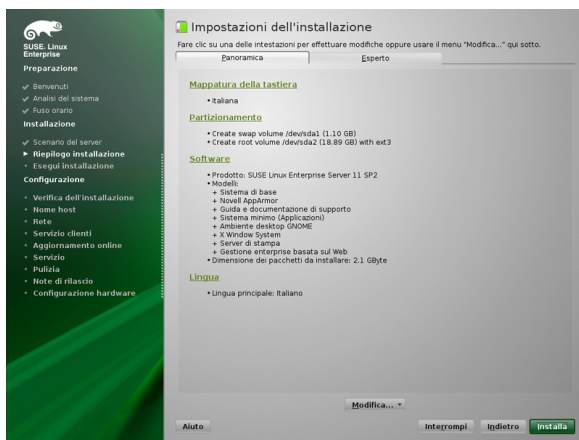 SUSE. Linux
Enterprise
Preparazione
Benvenuti
Analisi del sistema
Fuso orario
Installazione
Scenario del server
Riepilogo installazione
Esegui installazione
Configurazione
Verifica dell'installazione
Nome host
Rete
Servizio clienti
Aggiornamento online
Servizio
Pulizia
Note di rilascio
Configurazione hardware
Impostazioni dell'installazione
Fare clic su una delle intestazioni per effettuare modifiche oppure usare il menu "Modifica..." qui sotto.
Panoramica
Esperto
Mappatura della tastiera
• Italiana
Partizionamento
• Create swap volume /dev/sda1 (1.10 GB)
• Create root volume /dev/sda2 (18.89 GB) with ext3
Software
• Prodotto: SUSE Linux Enterprise Server 11 SP2
• Modelli:
+ Sistema di base
+ Novell AppArmor
+ Guida e documentazione di supporto
+ Sistema minimo (Applicazioni)
+ Ambiente desktop GNOME
+ X Window System
+ Server di stampa
+ Gestione enterprise basata sul Web
• Dimensione dei pacchetti da installare: 2.1 GByte
Lingua
• Lingua principale: Italiano
Modifica...
Aiuto
Interrompi
Indietro
Installa